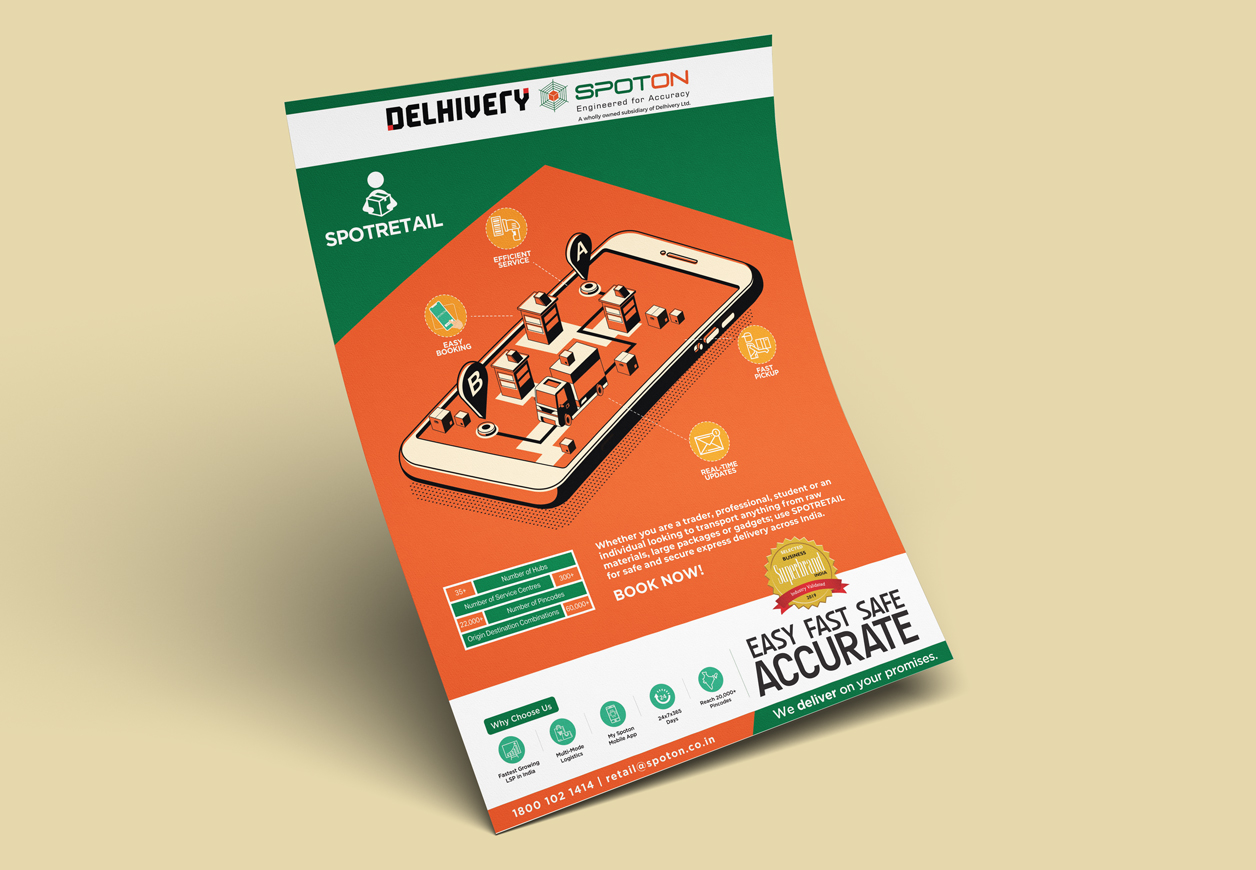 DELHIVERY
SPOTON
Engineered for Accuracy
A wholly owned subsidiary of Delhivery Ltd.
SPOTRETAIL
EFFICIENT
SERVICE
A
EASY
BOOKING
B
FAST
PICKUP
REAL-TIME
UPDATES
Whether you are a trader, professional, student or an
individual looking to transport anything from raw
materials, large packages or gadgets; use SPOTRETAIL
for safe and secure express delivery across India.
BOOK NOW!
35+ Number of Hubs
Number of Service Centres 300+
22,000+ Number of Pincodes
Origin Destination Combinations 60,000+
SELECTED
BUSINESS
Superbrand
INDIA
Industry Validated
2019
EASY FAST SAFE
ACCURATE
We deliver on your promises.
Why Choose Us
Fastest Growing
LSP in India
Multi-Mode
Logistics
My Spoton
Mobile App
24
24x7x365
Days
Reach 20,000+
Pincodes
1800 102 1414 | retail@spoton.co.in